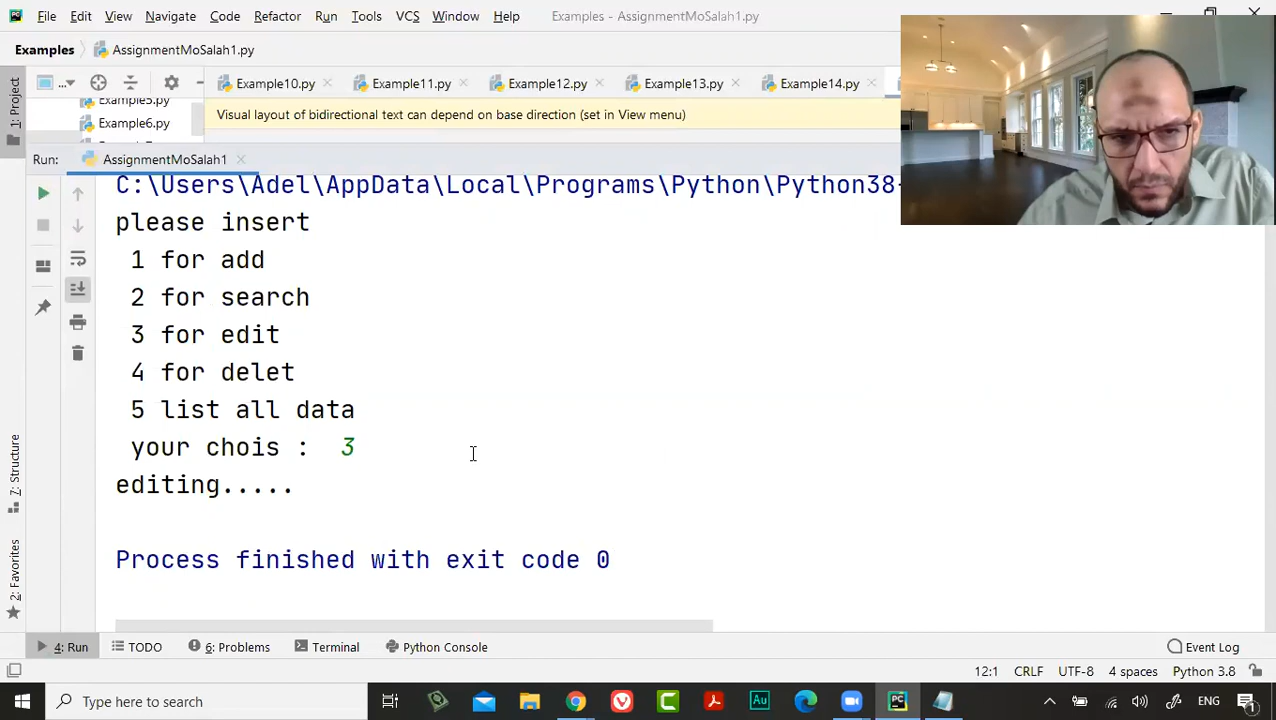 File Edit View Navigate Code Refactor Run Tools VCS Window Help Examples - AssignmentMoSalah1.py
Examples AssignmentMoSalah1.py
1: Project
... Example10.py Example11.py Example12.py Example13.py Example14.py
Example5.py
Example6.py
Visual layout of bidirectional text can depend on base direction (set in View menu)
Run: AssignmentMoSalah1
C:\Users\Adel\AppData\Local\Programs\Python\Python38-
please insert
1 for add
2 for search
3 for edit
4 for delet
5 list all data
your chois : 3
editing.....
Process finished with exit code 0
7: Structure
2: Favorites
4: Run TODO 6: Problems Terminal Python Console Event Log
12:1 CRLF UTF-8 4 spaces Python 3.8
Type here to search Au ENG 1